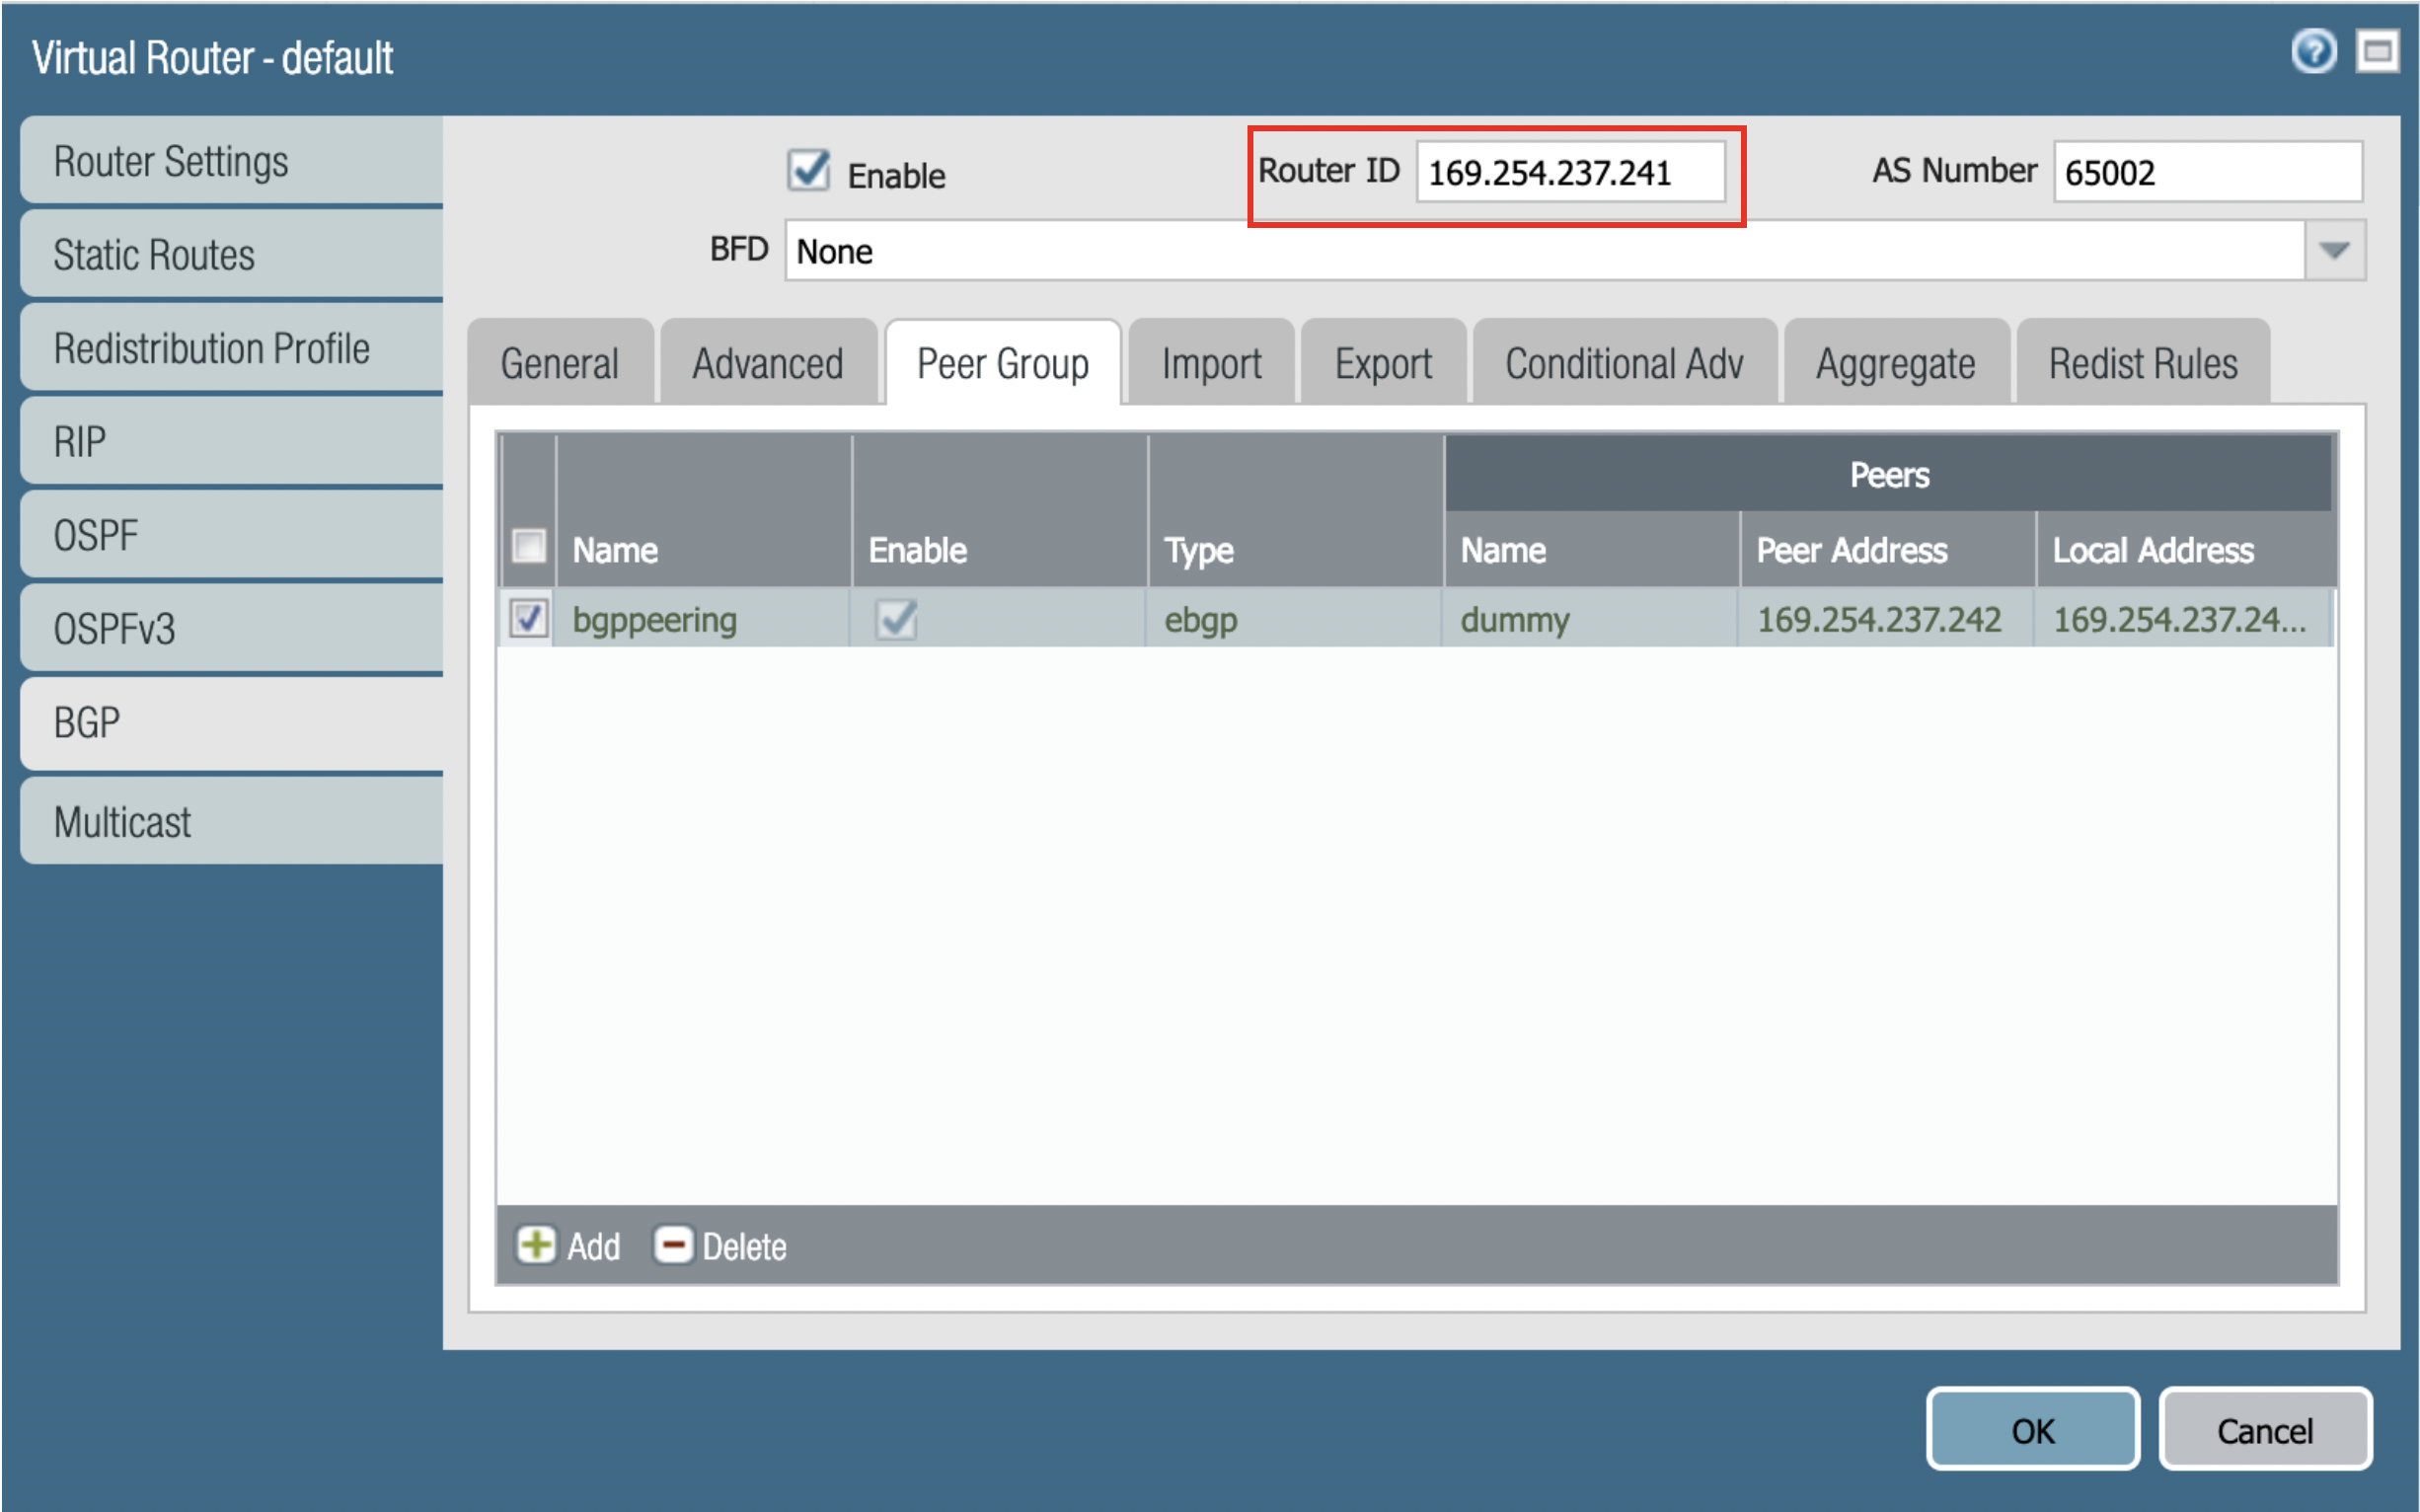 Virtual Router - default
?
Router Settings
Static Routes
Redistribution Profile
RIP
OSPF
OSPFv3
BGP
Multicast
Enable
Router ID 169.254.237.241
AS Number 65002
BFD None
General Advanced Peer Group Import Export Conditional Adv Aggregate Redist Rules
Peers
Name Enable Type Name Peer Address Local Address
bgppeering ebgp dummy 169.254.237.242 169.254.237.24...
Add Delete
OK Cancel